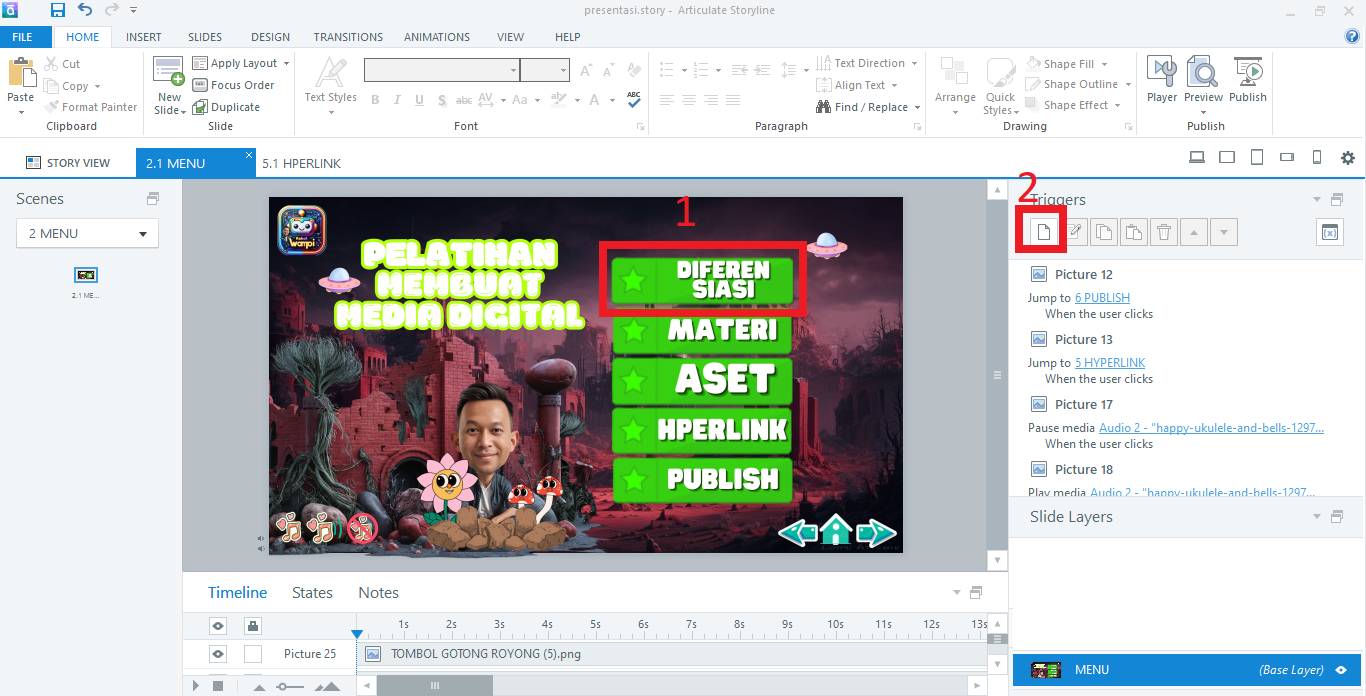 presentasi.story - Articulate Storyline
FILE HOME INSERT SLIDES DESIGN TRANSITIONS ANIMATIONS VIEW HELP
Paste
Cut
Copy
Format Painter
Clipboard
New Slide
Apply Layout
Focus Order
Duplicate
Slide
Text Styles
B I U S abc AV Aa ab A ABC
Font
Text Direction
Align Text
Find / Replace
Paragraph
Arrange
Quick Styles
Shape Fill
Shape Outline
Shape Effect
Drawing
Player
Preview
Publish
Publish
STORY VIEW
2.1 MENU
5.1 HPERLINK
Scenes
2 MENU
2.1 ME...
Robot
Wampi
PELATIHAN
MEMBUAT
MEDIA DIGITAL
1
DIFEREN
SIASI
MATERI
ASET
HPERLINK
PUBLISH
2
Triggers
Picture 12
Jump to 6 PUBLISH
When the user clicks
Picture 13
Jump to 5 HYPERLINK
When the user clicks
Picture 17
Pause media Audio 2 - "happy-ukulele-and-bells-1297...
When the user clicks
Picture 18
Play media Audio 2 - "happy-ukulele-and-bells-1297...
Slide Layers
MENU (Base Layer)
Timeline States Notes
1s 2s 3s 4s 5s 6s 7s 8s 9s 10s 11s 12s 13s
Picture 25
TOMBOL GOTONG ROYONG (5).png